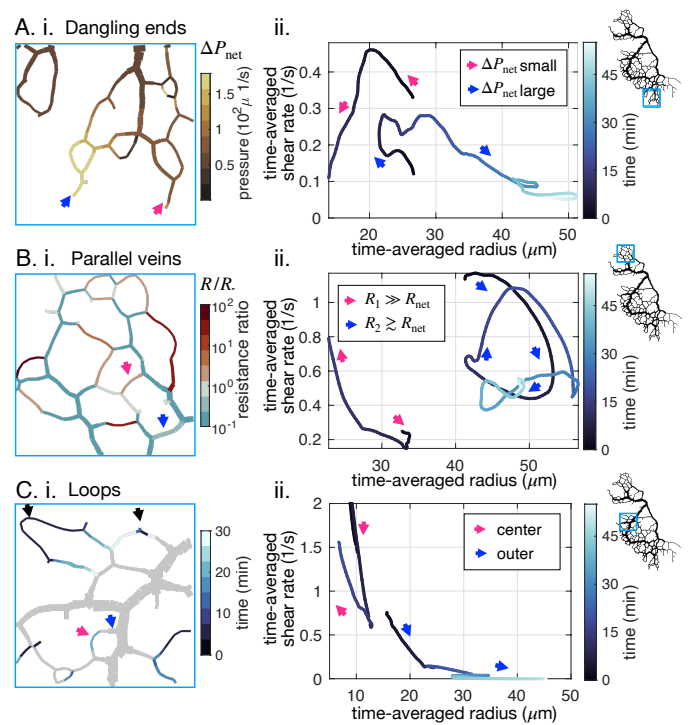 A. i. Dangling ends
ΔP_net
pressure (10² μ 1/s)
1.5
1
0.5
ii.
time-averaged
shear rate (1/s)
0.4
0.3
0.2
0.1
0
20 30 40 50
time-averaged radius (μm)
ΔP_net small
ΔP_net large
45
30
15
0
time (min)
B. i. Parallel veins
R/R.
10²
10¹
10⁰
10⁻¹
resistance ratio
ii.
time-averaged
shear rate (1/s)
1
0.8
0.6
0.4
0.2
30 40 50
time-averaged radius (μm)
R₁ ≫ R_net
R₂ ≳ R_net
45
30
15
0
time (min)
C. i. Loops
30
20
10
0
time (min)
ii.
time-averaged
shear rate (1/s)
2
1.5
1
0.5
0
10 20 30 40 50
time-averaged radius (μm)
center
outer
45
30
15
0
time (min)